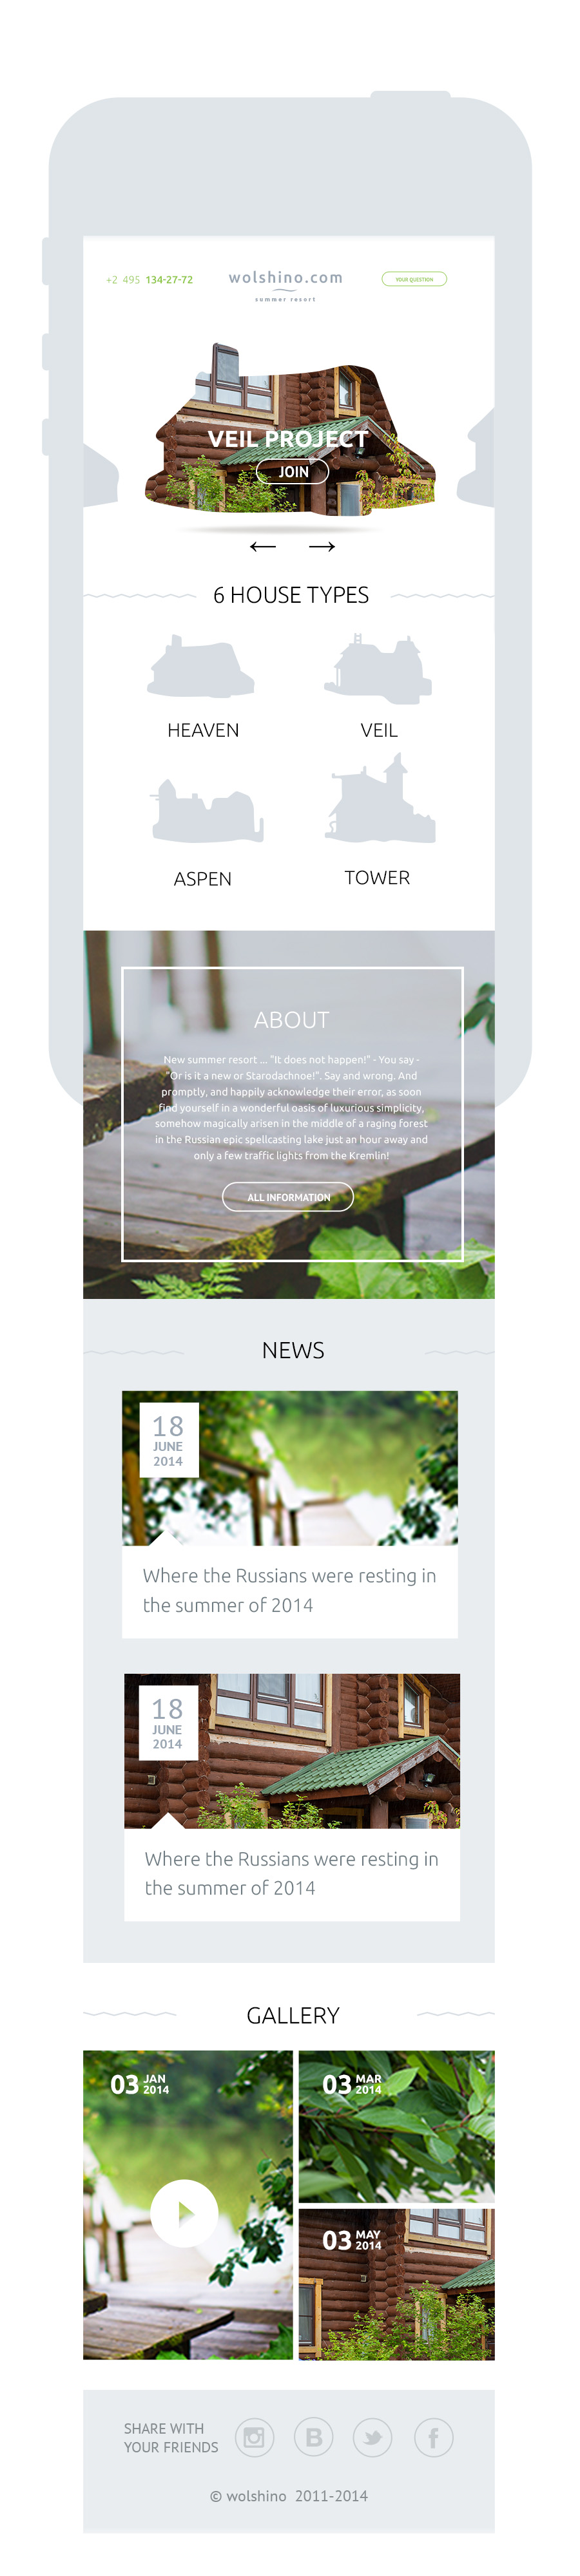 +2 495 134-27-72
wolshino.com
summer resort
YOUR QUESTION
VEIL PROJECT
JOIN
6 HOUSE TYPES
HEAVEN
VEIL
ASPEN
TOWER
ABOUT
New summer resort ... "It does not happen!" - You say -
"Or is it a new or Starodachnoe!". Say and wrong. And
promptly, and happily acknowledge their error, as soon
find yourself in a wonderful oasis of luxurious simplicity,
somehow magically arisen in the middle of a raging forest
in the Russian epic spellcasting lake just an hour away and
only a few traffic lights from the Kremlin!
ALL INFORMATION
NEWS
18
JUNE
2014
Where the Russians were resting in
the summer of 2014
18
JUNE
2014
Where the Russians were resting in
the summer of 2014
GALLERY
03 JAN
2014
03 MAR
2014
03 MAY
2014
SHARE WITH
YOUR FRIENDS
© wolshino 2011-2014